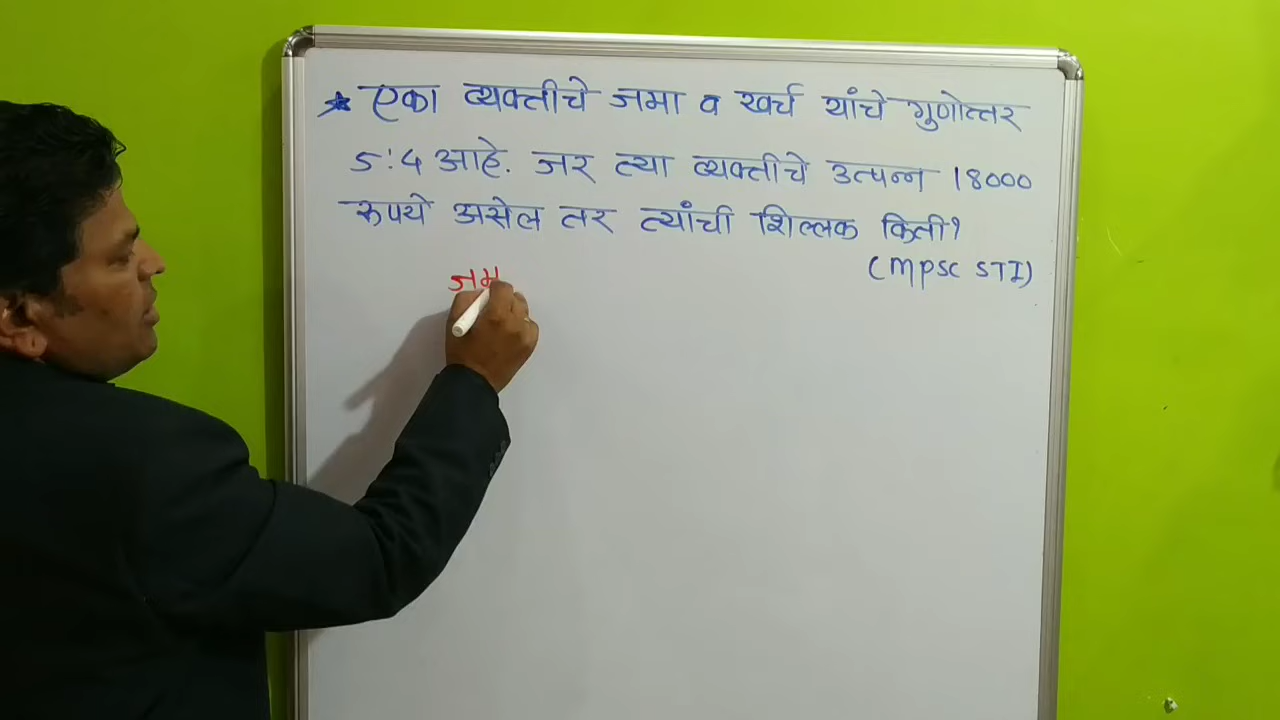 ★ एका व्यक्तीचे जमा व खर्च यांचे गुणोत्तर
5:4 आहे. जर त्या व्यक्तीचे उत्पन्न 18000
रुपये असेल तर त्यांची शिल्लक किती?
(MPSC STI)
जम